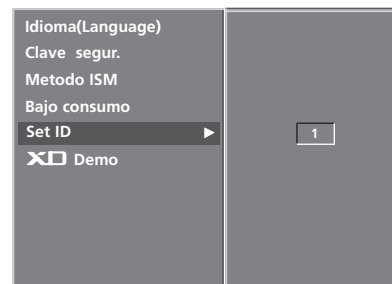 Idioma(Language)
Clave segur.
Metodo ISM
Bajo consumo
Set ID
1
XD Demo